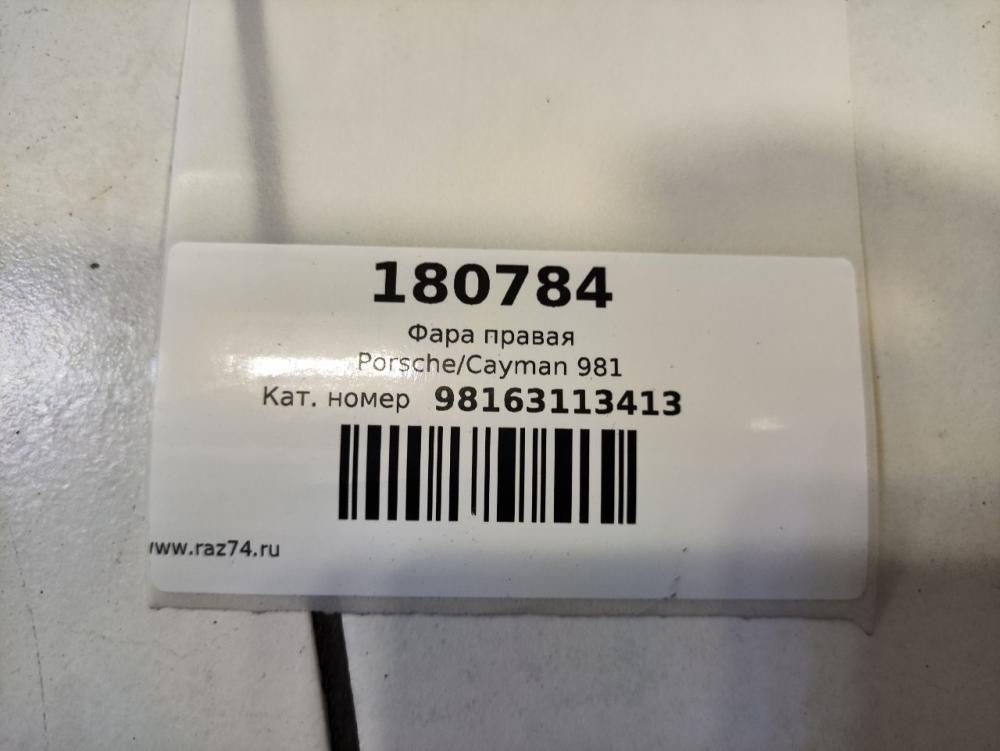 180784
Фара правая
Porsche/Cayman 981
Кат. номер 98163113413
www.raz74.ru